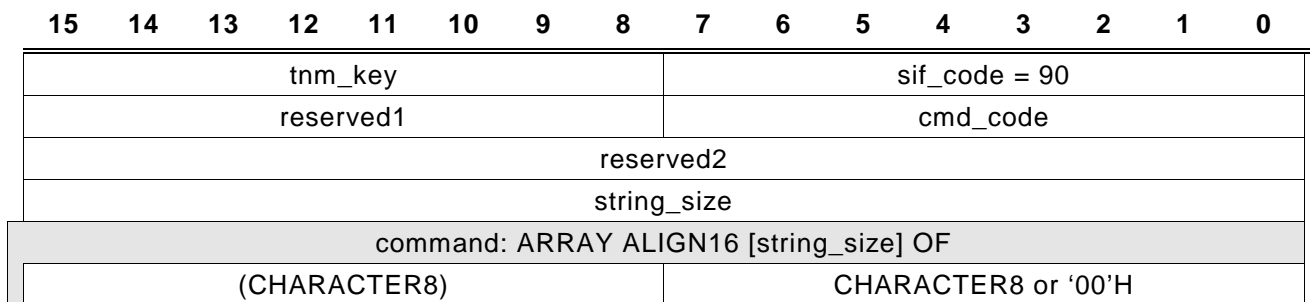 15 14 13 12 11 10 9 8 7 6 5 4 3 2 1 0
tnm_key sif_code = 90
reserved1 cmd_code
reserved2
string_size
command: ARRAY ALIGN16 [string_size] OF
(CHARACTER8) CHARACTER8 or ‘00’H